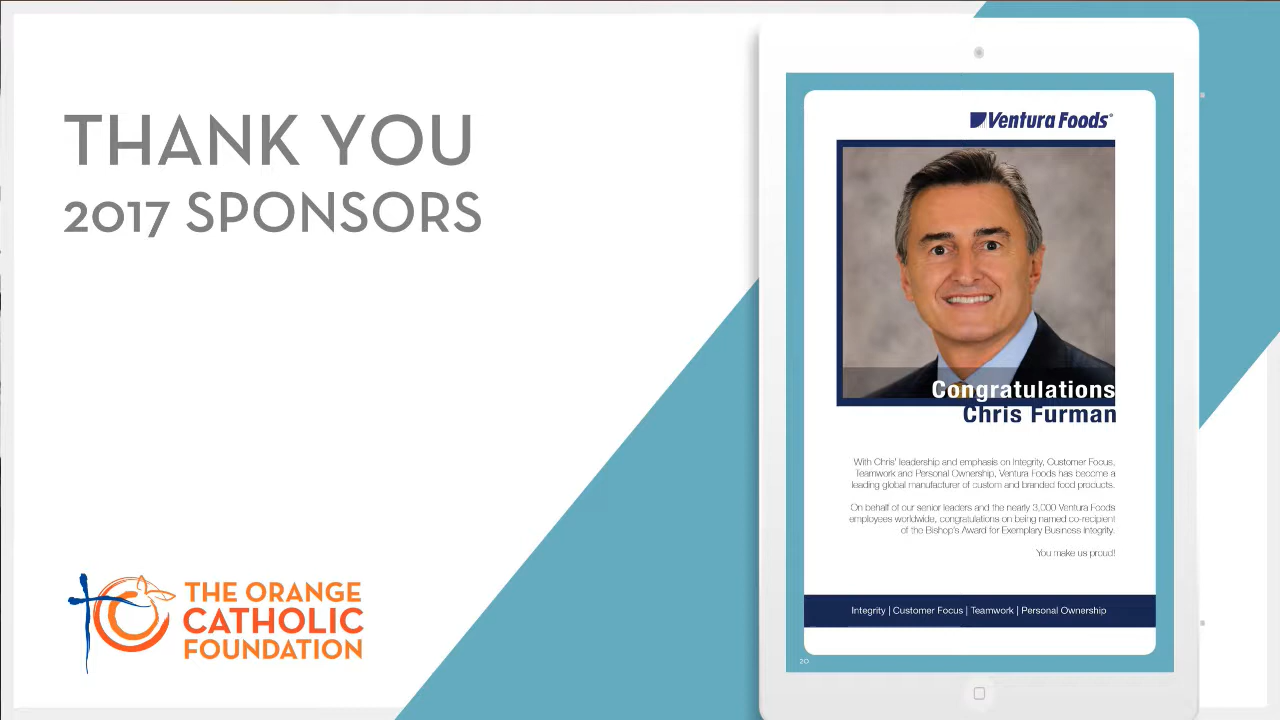 THANK YOU
2017 SPONSORS
THE ORANGE
CATHOLIC
FOUNDATION
Ventura Foods®
Congratulations
Chris Furman
With Chris' leadership and emphasis on Integrity, Customer Focus,
Teamwork and Personal Ownership, Ventura Foods has become a
leading global manufacturer of custom and branded food products.
On behalf of our senior leaders and the nearly 3,000 Ventura Foods
employees worldwide, congratulations on being named co-recipient
of the Bishop's Award for Exemplary Business Integrity.
You make us proud!
Integrity | Customer Focus | Teamwork | Personal Ownership
20